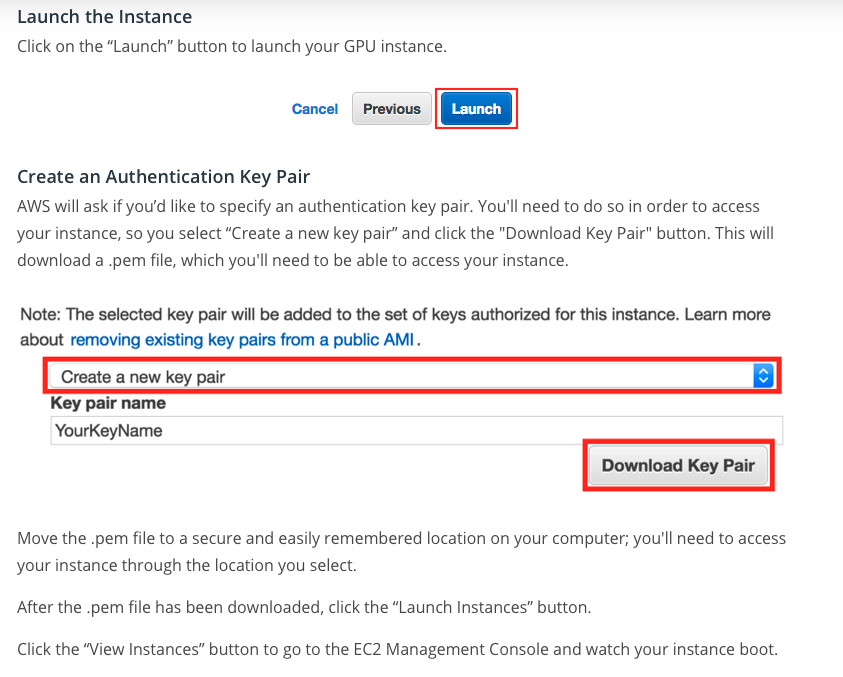 Launch the Instance
Click on the “Launch” button to launch your GPU instance.
Cancel Previous Launch
Create an Authentication Key Pair
AWS will ask if you’d like to specify an authentication key pair. You'll need to do so in order to access
your instance, so you select “Create a new key pair” and click the "Download Key Pair" button. This will
download a .pem file, which you'll need to be able to access your instance.
Note: The selected key pair will be added to the set of keys authorized for this instance. Learn more
about removing existing key pairs from a public AMI .
Create a new key pair
Key pair name
YourKeyName
Download Key Pair
Move the .pem file to a secure and easily remembered location on your computer; you'll need to access
your instance through the location you select.
After the .pem file has been downloaded, click the “Launch Instances” button.
Click the “View Instances” button to go to the EC2 Management Console and watch your instance boot.